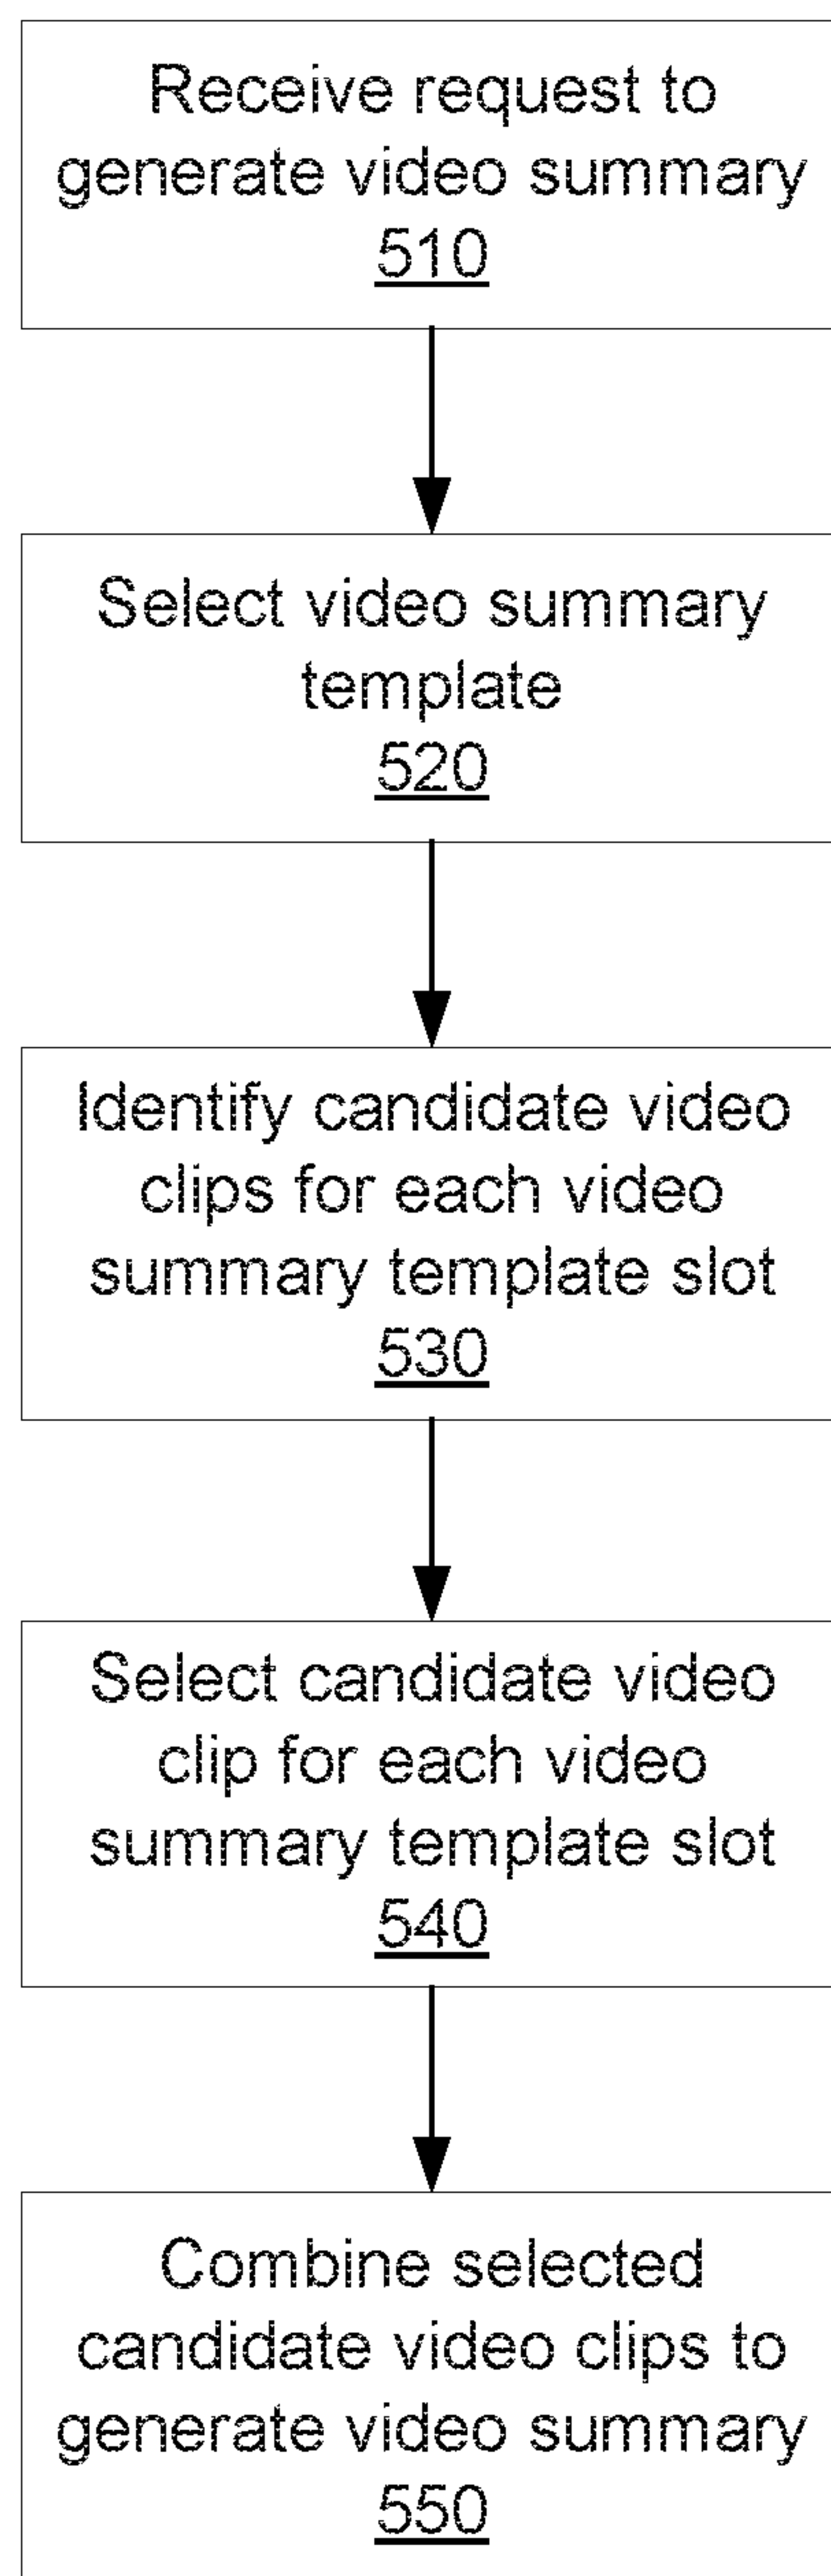 Receive request to
generate video summary
510
Select video summary
template
520
Identify candidate video
clips for each video
summary template slot
530
Select candidate video
clip for each video
summary template slot
540
Combine selected
candidate video clips to
generate video summary
550